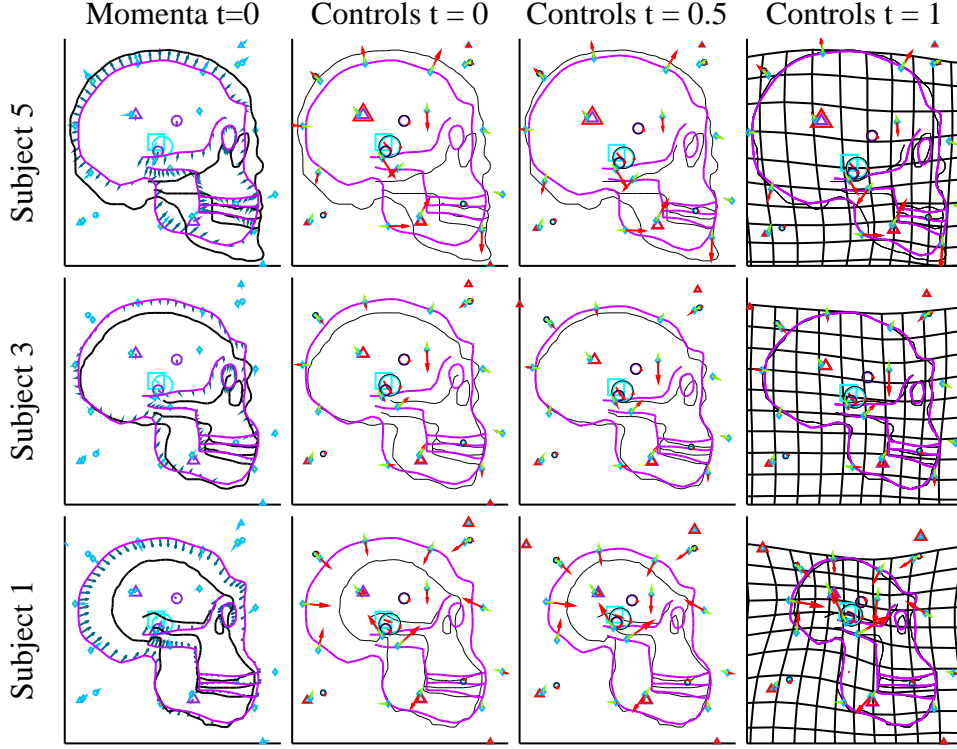 Momenta t=0 Controls t = 0 Controls t = 0.5 Controls t = 1
Subject 5
Subject 3
Subject 1